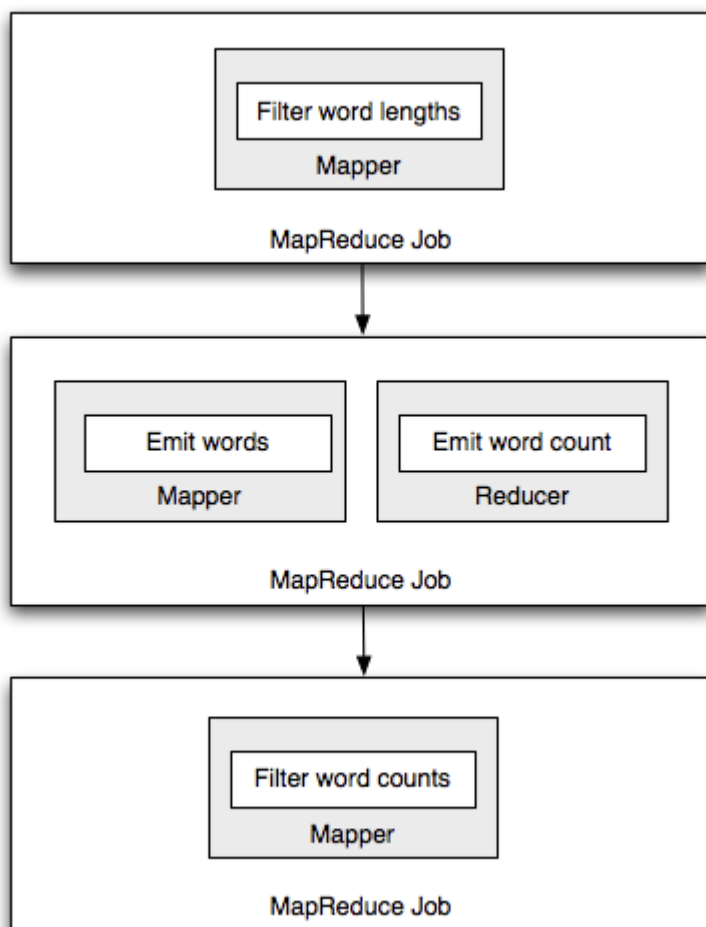 Filter word lengths
Mapper
MapReduce Job
Emit words
Mapper
Emit word count
Reducer
MapReduce Job
Filter word counts
Mapper
MapReduce Job